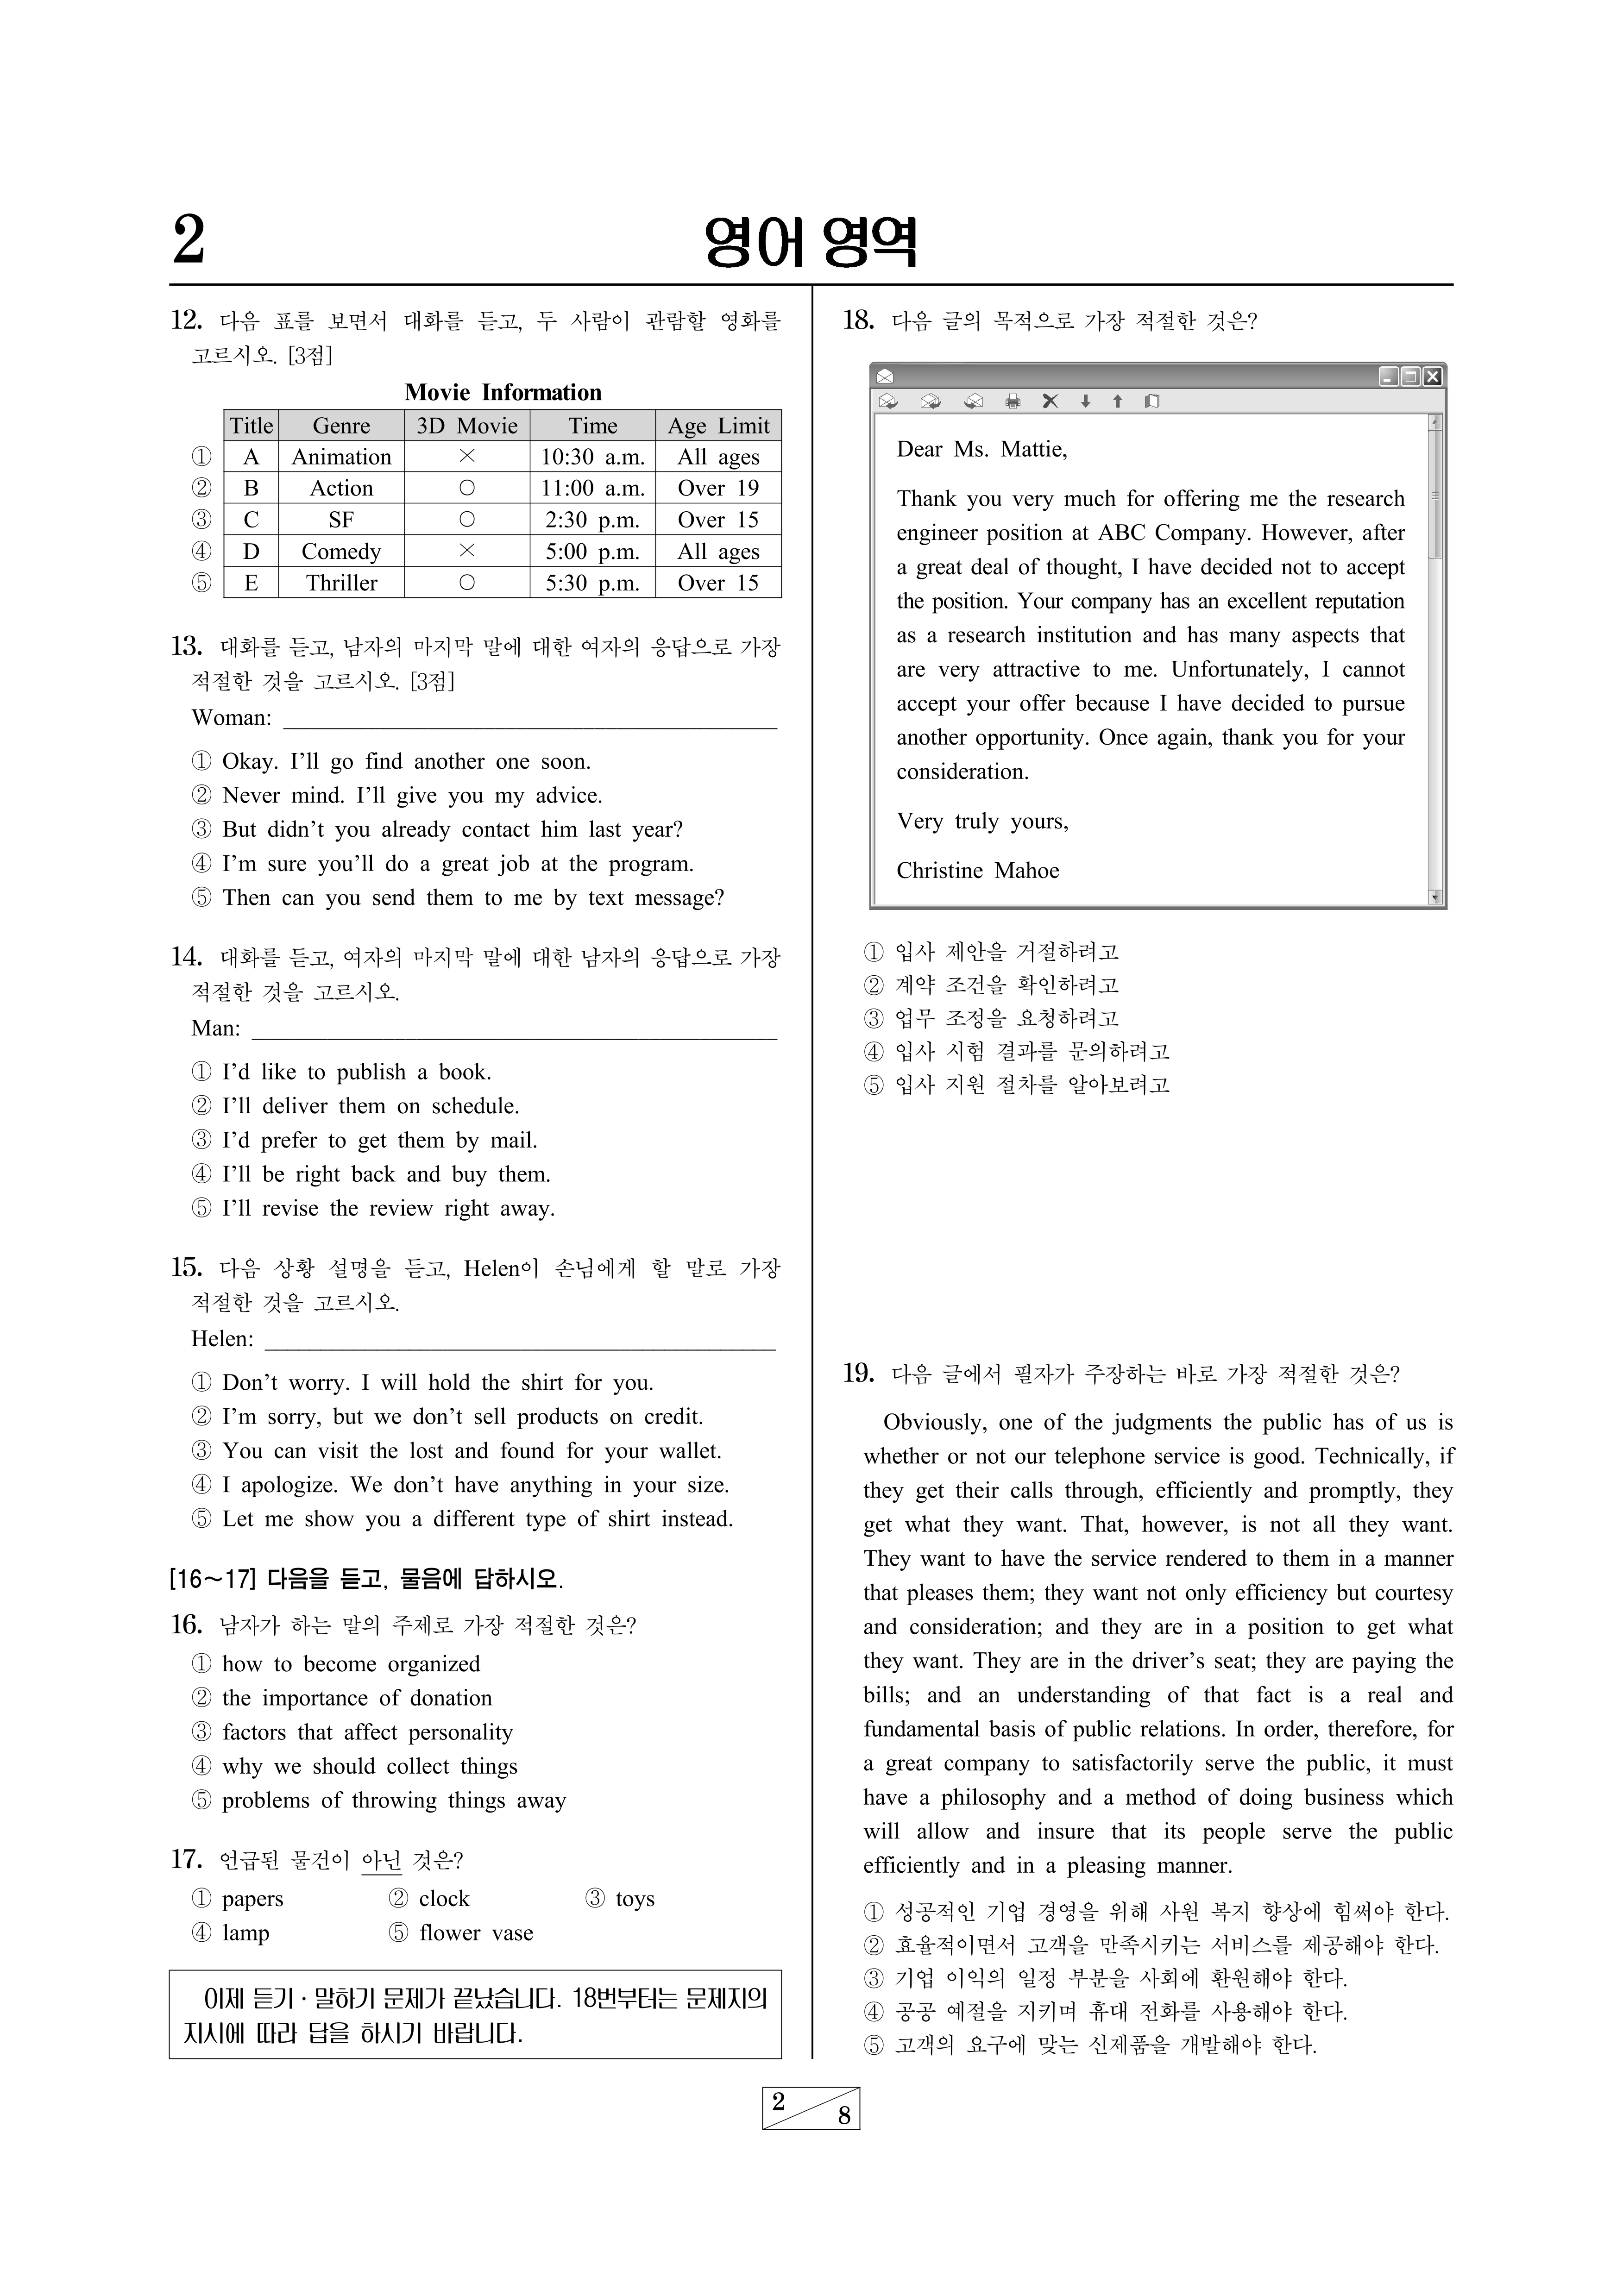 2
영어 영역
12. 다음 표를 보면서 대화를 듣고, 두 사람이 관람할 영화를
고르시오. [3점]
Movie Information
Title Genre 3D Movie Time Age Limit
① A Animation × 10:30 a.m. All ages
② B Action ○ 11:00 a.m. Over 19
③ C SF ○ 2:30 p.m. Over 15
④ D Comedy × 5:00 p.m. All ages
⑤ E Thriller ○ 5:30 p.m. Over 15
13. 대화를 듣고, 남자의 마지막 말에 대한 여자의 응답으로 가장
적절한 것을 고르시오. [3점]
Woman:
① Okay. I’ll go find another one soon.
② Never mind. I’ll give you my advice.
③ But didn’t you already contact him last year?
④ I’m sure you’ll do a great job at the program.
⑤ Then can you send them to me by text message?
14. 대화를 듣고, 여자의 마지막 말에 대한 남자의 응답으로 가장
적절한 것을 고르시오.
Man:
① I’d like to publish a book.
② I’ll deliver them on schedule.
③ I’d prefer to get them by mail.
④ I’ll be right back and buy them.
⑤ I’ll revise the review right away.
15. 다음 상황 설명을 듣고, Helen이 손님에게 할 말로 가장
적절한 것을 고르시오.
Helen:
① Don’t worry. I will hold the shirt for you.
② I’m sorry, but we don’t sell products on credit.
③ You can visit the lost and found for your wallet.
④ I apologize. We don’t have anything in your size.
⑤ Let me show you a different type of shirt instead.
[16~17] 다음을 듣고, 물음에 답하시오.
16. 남자가 하는 말의 주제로 가장 적절한 것은?
① how to become organized
② the importance of donation
③ factors that affect personality
④ why we should collect things
⑤ problems of throwing things away
17. 언급된 물건이 아닌 것은?
① papers ② clock ③ toys
④ lamp ⑤ flower vase
이제 듣기·말하기 문제가 끝났습니다. 18번부터는 문제지의
지시에 따라 답을 하시기 바랍니다.
18. 다음 글의 목적으로 가장 적절한 것은?
Dear Ms. Mattie,
Thank you very much for offering me the research
engineer position at ABC Company. However, after
a great deal of thought, I have decided not to accept
the position. Your company has an excellent reputation
as a research institution and has many aspects that
are very attractive to me. Unfortunately, I cannot
accept your offer because I have decided to pursue
another opportunity. Once again, thank you for your
consideration.
Very truly yours,
Christine Mahoe
① 입사 제안을 거절하려고
② 계약 조건을 확인하려고
③ 업무 조정을 요청하려고
④ 입사 시험 결과를 문의하려고
⑤ 입사 지원 절차를 알아보려고
19. 다음 글에서 필자가 주장하는 바로 가장 적절한 것은?
Obviously, one of the judgments the public has of us is
whether or not our telephone service is good. Technically, if
they get their calls through, efficiently and promptly, they
get what they want. That, however, is not all they want.
They want to have the service rendered to them in a manner
that pleases them; they want not only efficiency but courtesy
and consideration; and they are in a position to get what
they want. They are in the driver’s seat; they are paying the
bills; and an understanding of that fact is a real and
fundamental basis of public relations. In order, therefore, for
a great company to satisfactorily serve the public, it must
have a philosophy and a method of doing business which
will allow and insure that its people serve the public
efficiently and in a pleasing manner.
① 성공적인 기업 경영을 위해 사원 복지 향상에 힘써야 한다.
② 효율적이면서 고객을 만족시키는 서비스를 제공해야 한다.
③ 기업 이익의 일정 부분을 사회에 환원해야 한다.
④ 공공 예절을 지키며 휴대 전화를 사용해야 한다.
⑤ 고객의 요구에 맞는 신제품을 개발해야 한다.
2
8